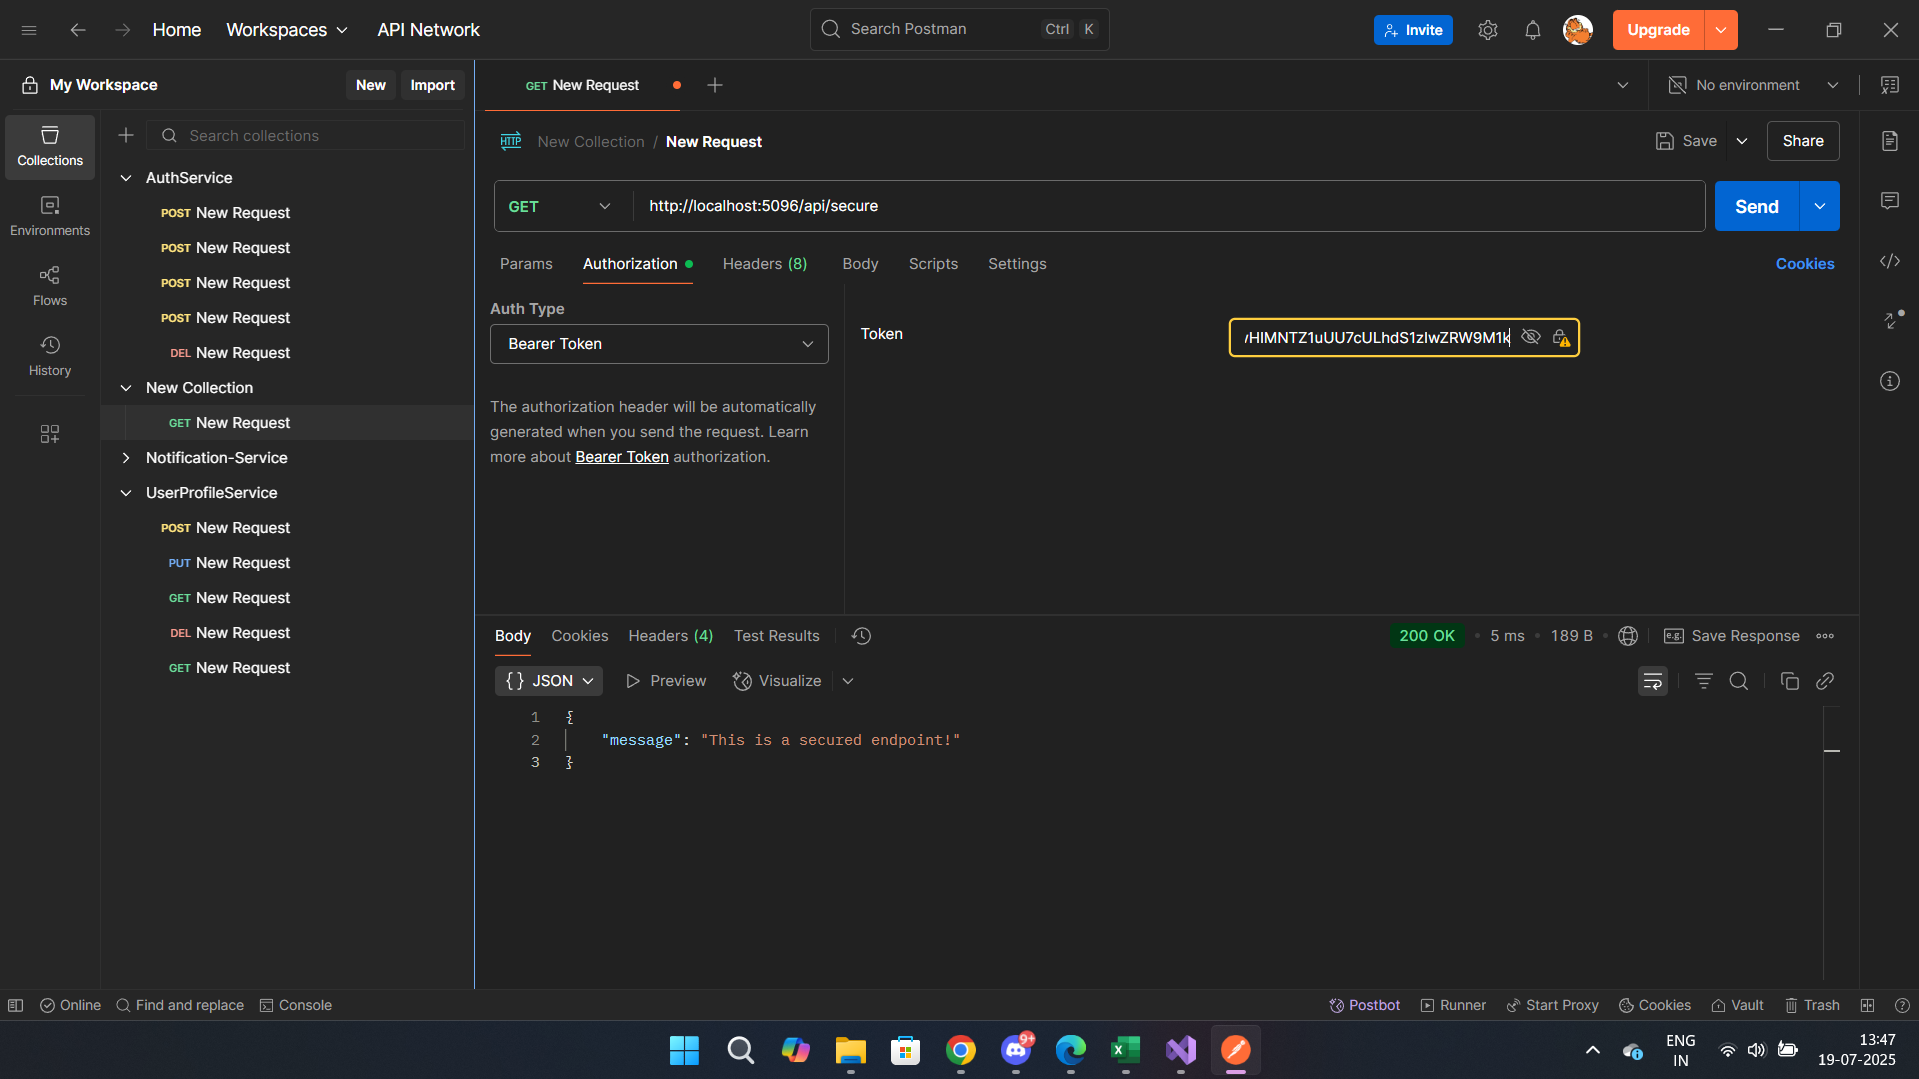 Home Workspaces API Network Search Postman Ctrl K Invite Upgrade
My Workspace New Import GET New Request No environment
Collections
Environments
Flows
History
Search collections
AuthService
POST New Request
POST New Request
POST New Request
POST New Request
DEL New Request
New Collection
GET New Request
Notification-Service
UserProfileService
POST New Request
PUT New Request
GET New Request
DEL New Request
GET New Request
HTTP New Collection / New Request Save Share
GET http://localhost:5096/api/secure Send
Params Authorization Headers (8) Body Scripts Settings Cookies
Auth Type
Bearer Token
The authorization header will be automatically
generated when you send the request. Learn
more about Bearer Token authorization.
Token
Body Cookies Headers (4) Test Results 200 OK • 5 ms • 189 B • e.g. Save Response
{} JSON Preview Visualize
1 {
2 "message": "This is a secured endpoint!"
3 }
Online Find and replace Console Postbot Runner Start Proxy Cookies Vault Trash
9+
ENG
IN
13:47
19-07-2025